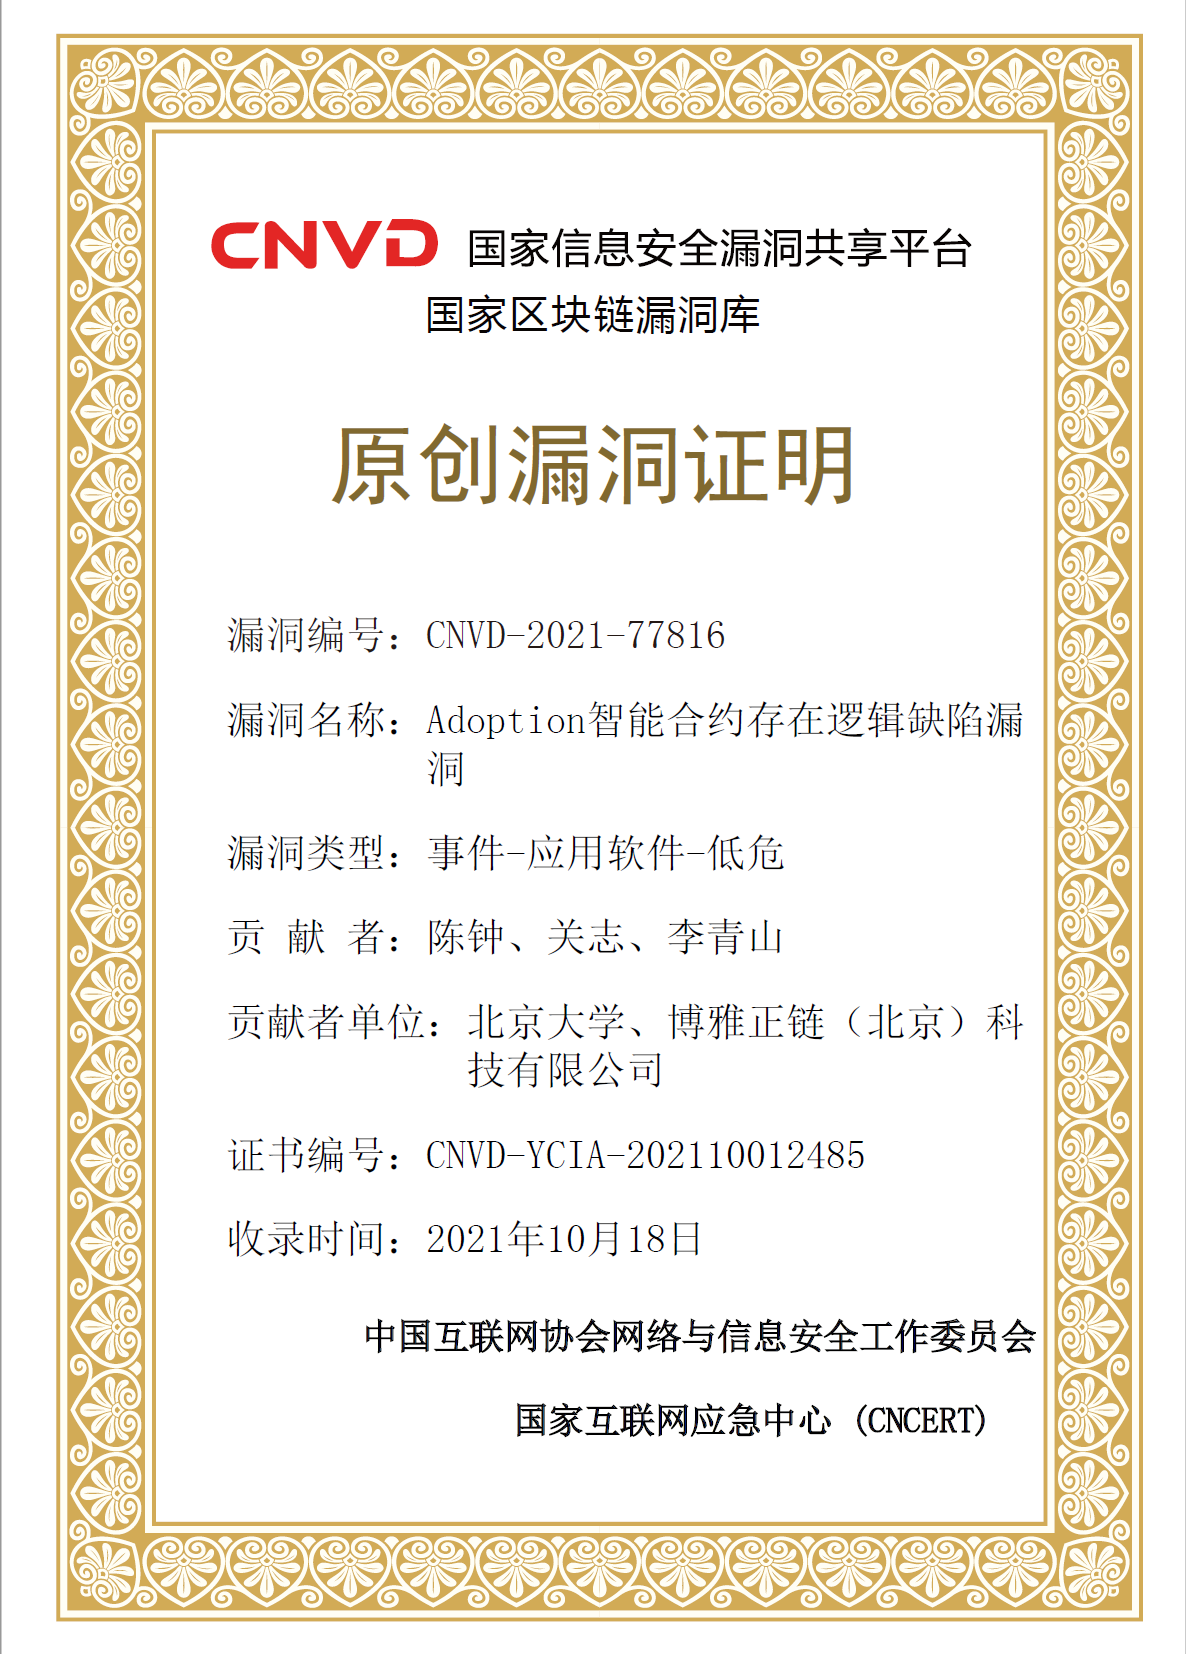 CNVD 国家信息安全漏洞共享平台
国家区块链漏洞库
原创漏洞证明
漏洞编号：CNVD-2021-77816
漏洞名称：Adoption智能合约存在逻辑缺陷漏
洞
漏洞类型：事件-应用软件-低危
贡 献 者：陈钟、关志、李青山
贡献者单位：北京大学、博雅正链（北京）科
技有限公司
证书编号：CNVD-YCIA-202110012485
收录时间：2021年10月18日
中国互联网协会网络与信息安全工作委员会
国家互联网应急中心 (CNCERT)